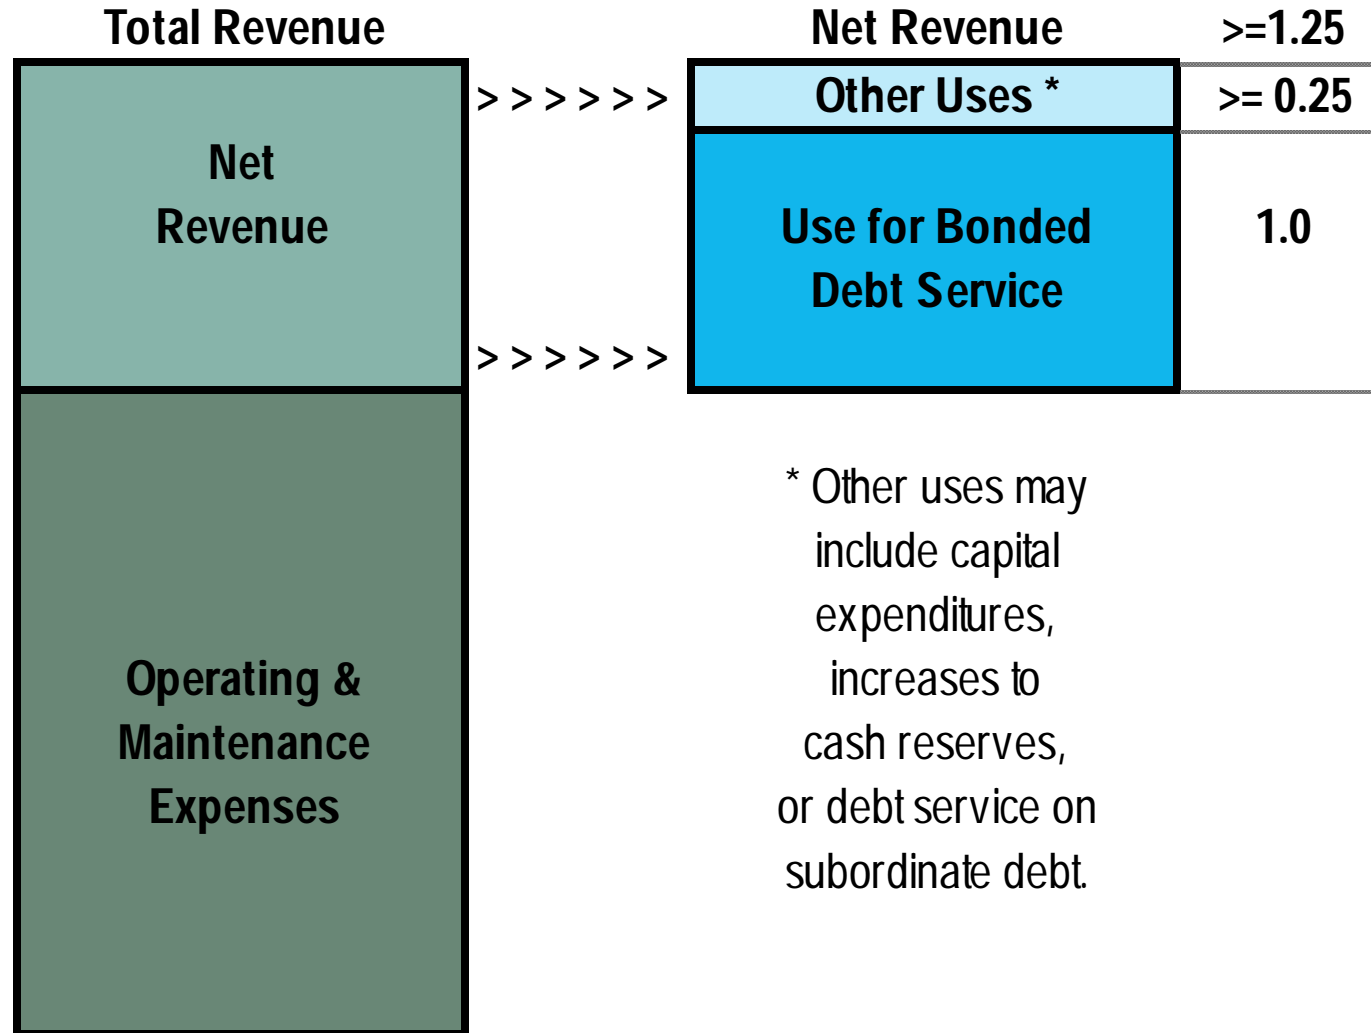 Total Revenue
Net Revenue
>=1.25
> > > > > >
Other Uses *
>= 0.25
Net
Revenue
Use for Bonded
Debt Service
1.0
> > > > > >
Operating &
Maintenance
Expenses
* Other uses may
include capital
expenditures,
increases to
cash reserves,
or debt service on
subordinate debt.